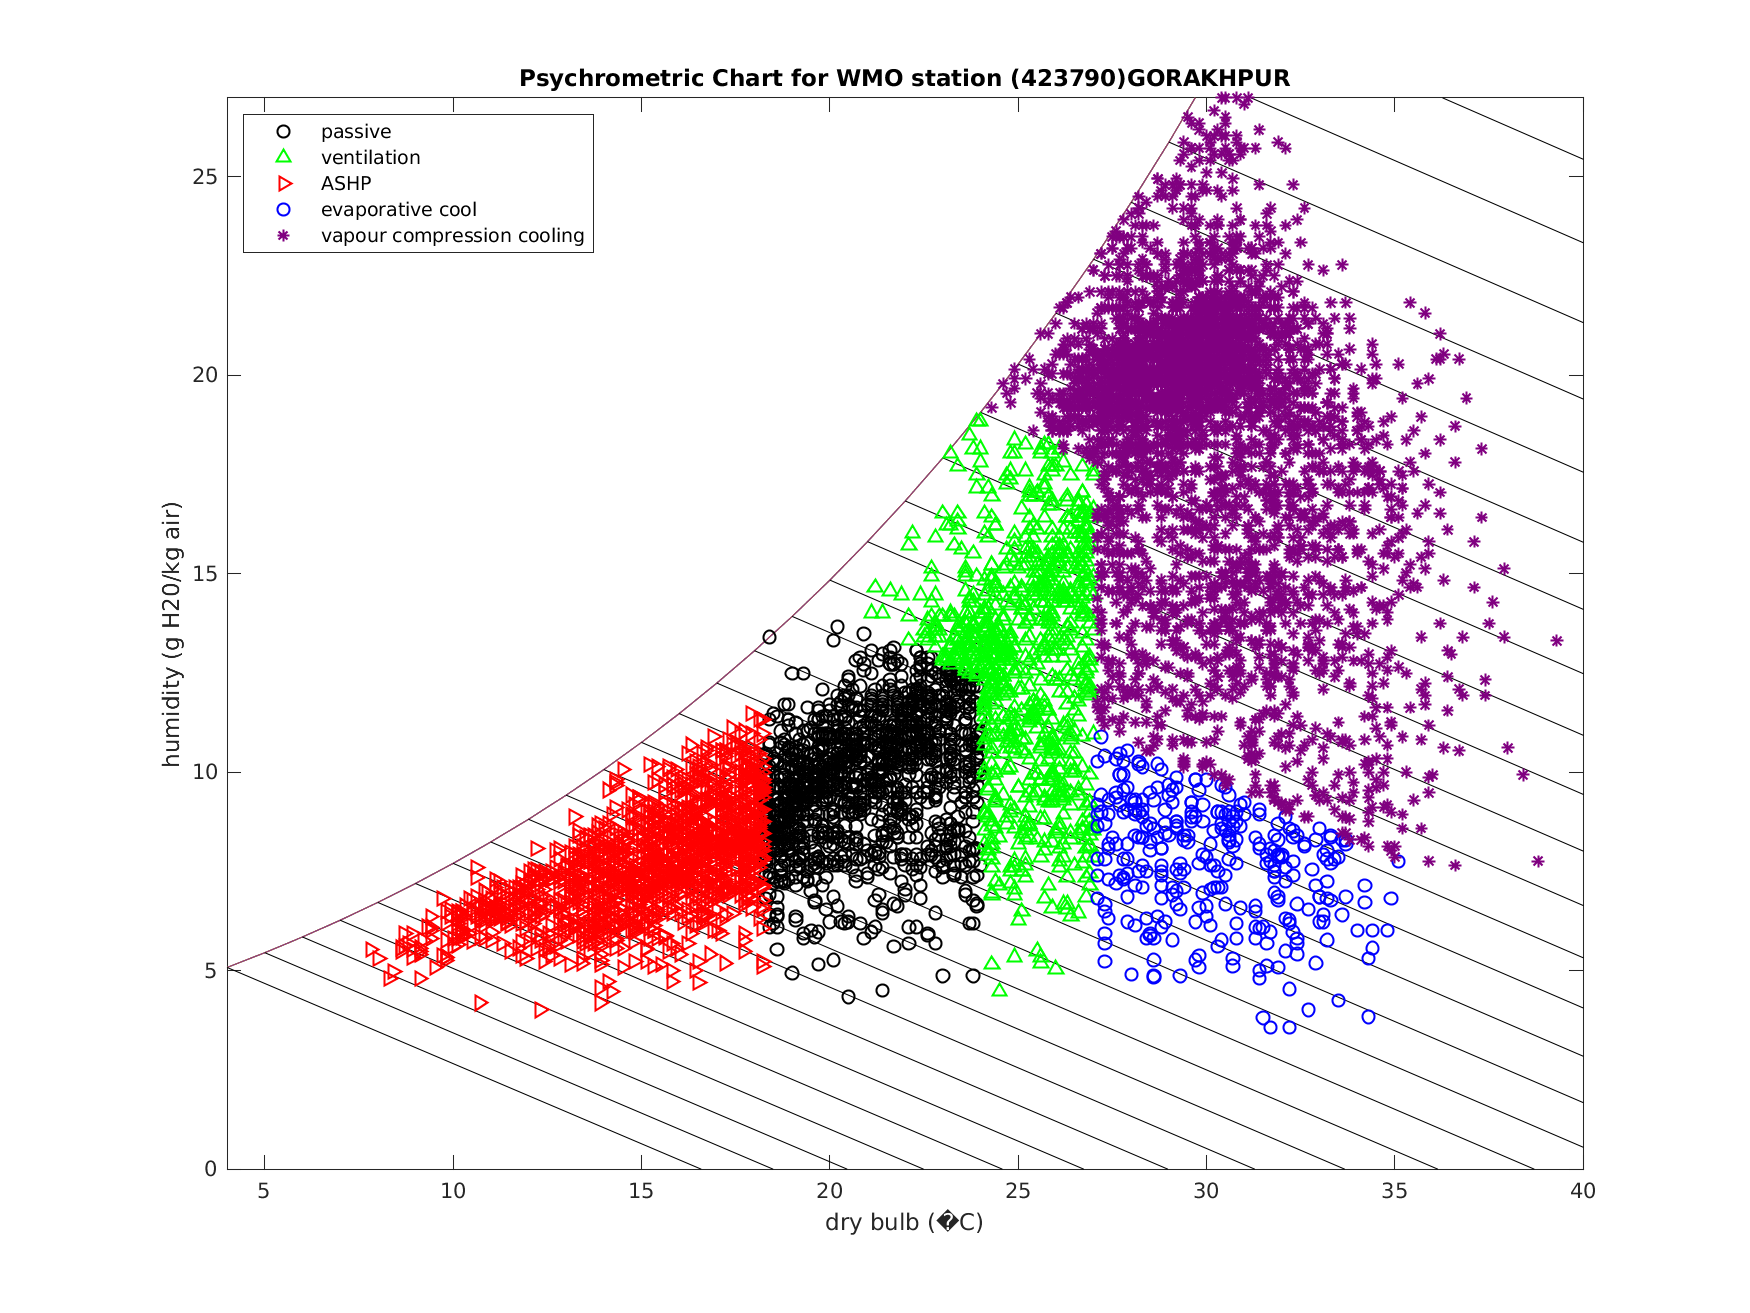 Psychrometric Chart for WMO station (423790)GORAKHPUR
passive
ventilation
ASHP
evaporative cool
vapour compression cooling
25
20
15
10
5
0
humidity (g H20/kg air)
5 10 15 20 25 30 35 40
dry bulb (�C)